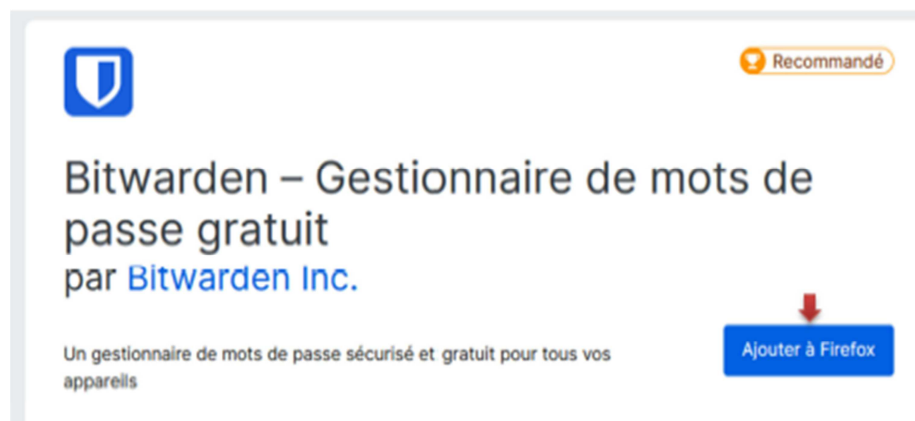 Recommandé
Bitwarden – Gestionnaire de mots de
passe gratuit
par Bitwarden Inc.
Un gestionnaire de mots de passe sécurisé et gratuit pour tous vos
appareils
Ajouter à Firefox